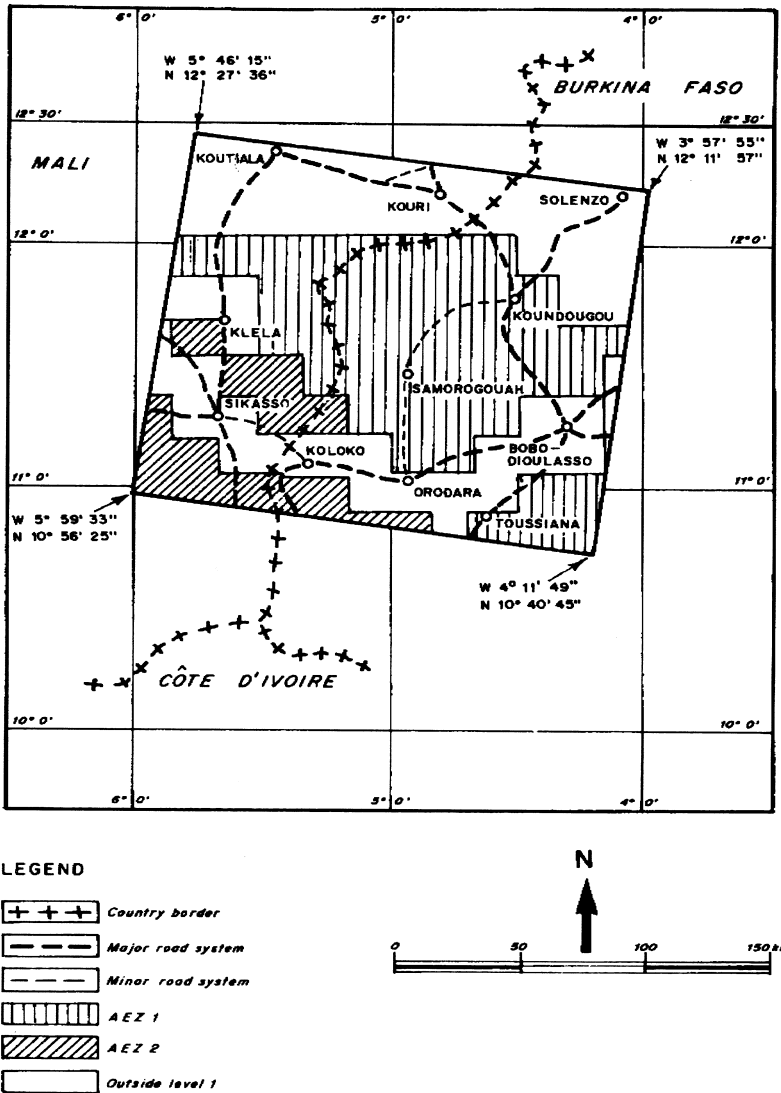 6° 0'
5° 0'
4° 0'
W 5° 46' 15"
N 12° 27' 36"
BURKINA FASO
12° 30'
12° 30'
MALI
W 3° 57' 55"
N 12° 11' 57"
KOUTIALA
KOURI
SOLENZO
12° 0'
12° 0'
KOUNDOUGOU
KLELA
SAMOROGOUAH
SIKASSO
KOLOKO
BOBO-
DIOULASSO
11° 0'
ORODARA
11° 0'
TOUSSIANA
W 5° 59' 33"
N 10° 56' 25"
W 4° 11' 49"
N 10° 40' 45"
CÔTE D'IVOIRE
10° 0'
10° 0'
6° 0'
5° 0'
4° 0'
LEGEND
N
Country border
Major road system
0 50 100 150 k
Minor road system
AEZ 1
AEZ 2
Outside level 1